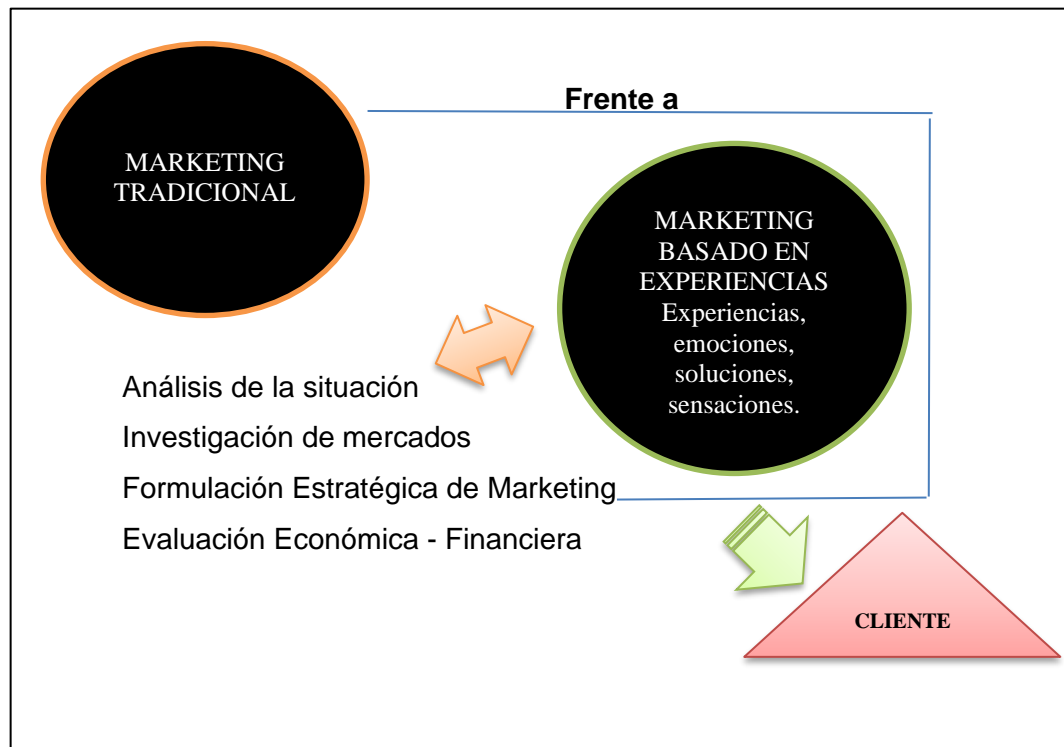 Frente a
MARKETING
TRADICIONAL
MARKETING
BASADO EN
EXPERIENCIAS
Experiencias,
emociones,
soluciones,
sensaciones.
Análisis de la situación
Investigación de mercados
Formulación Estratégica de Marketing
Evaluación Económica - Financiera
CLIENTE